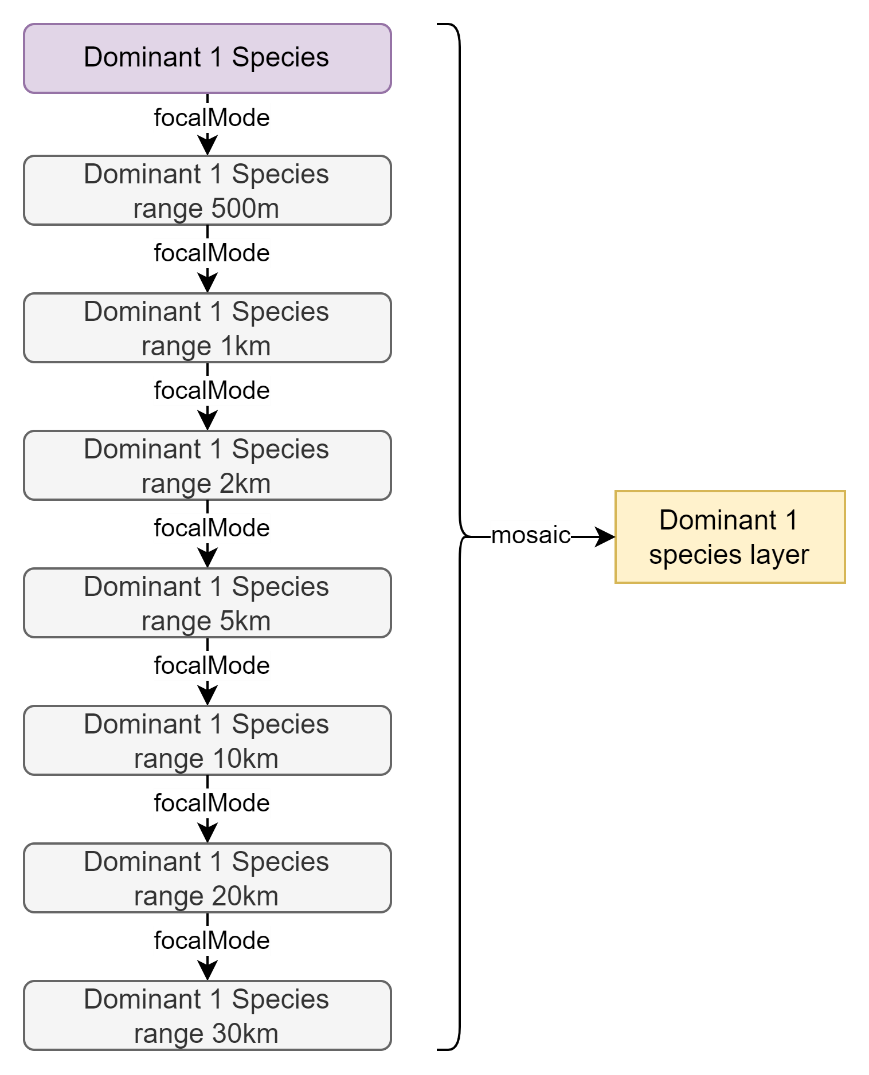 Dominant 1 Species
focalMode
Dominant 1 Species
range 500m
focalMode
Dominant 1 Species
range 1km
focalMode
Dominant 1 Species
range 2km
focalMode
Dominant 1 Species
range 5km
focalMode
Dominant 1 Species
range 10km
focalMode
Dominant 1 Species
range 20km
focalMode
Dominant 1 Species
range 30km
mosaic
Dominant 1
species layer